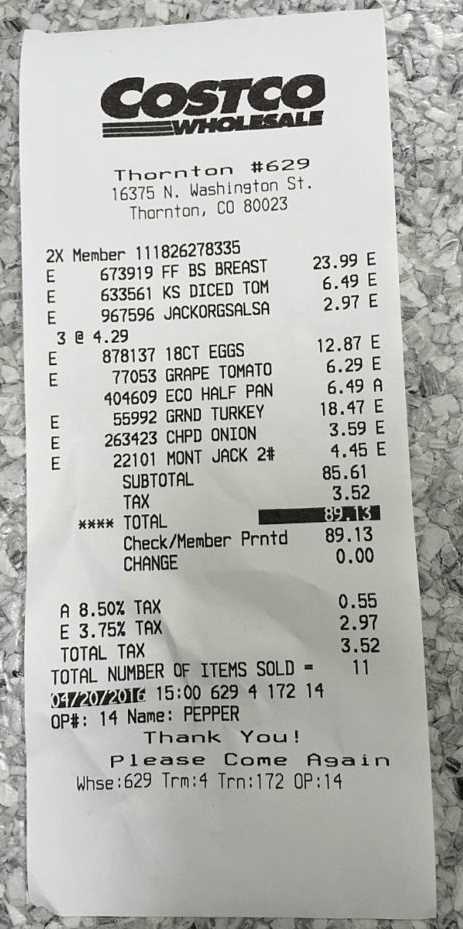 COSTCO
WHOLESALE
Thornton #629
16375 N. Washington St.
Thornton, CO 80023
2X Member 111826278335
E 673919 FF BS BREAST 23.99 E
E 633561 KS DICED TOM 6.49 E
E 967596 JACKORGSALSA 2.97 E
3 @ 4.29
E 878137 18CT EGGS 12.87 E
E 77053 GRAPE TOMATO 6.29 E
404609 ECO HALF PAN 6.49 A
E 55992 GRND TURKEY 18.47 E
E 263423 CHPD ONION 3.59 E
E 22101 MONT JACK 2# 4.45 E
SUBTOTAL 85.61
TAX 3.52
**** TOTAL 89.13
Check/Member Prntd 89.13
CHANGE 0.00
A 8.50% TAX 0.55
E 3.75% TAX 2.97
TOTAL TAX 3.52
TOTAL NUMBER OF ITEMS SOLD = 11
04/20/2016 15:00 629 4 172 14
OP#: 14 Name: PEPPER
Thank You!
Please Come Again
Whse:629 Trm:4 Trn:172 OP:14